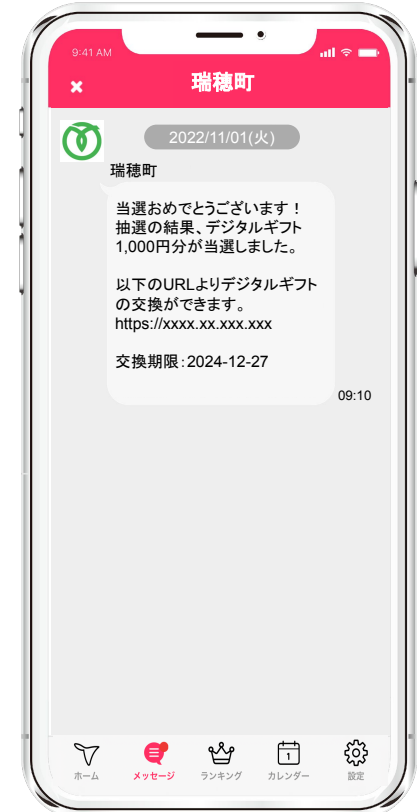 9:41 AM
瑞穂町
2022/11/01(火)
瑞穂町
当選おめでとうございます！
抽選の結果、デジタルギフト
1,000円分が当選しました。
以下のURLよりデジタルギフト
の交換ができます。
https://xxxx.xx.xxx.xxx
交換期限：2024-12-27
09:10
1
ホーム メッセージ ランキング カレンダー 設定